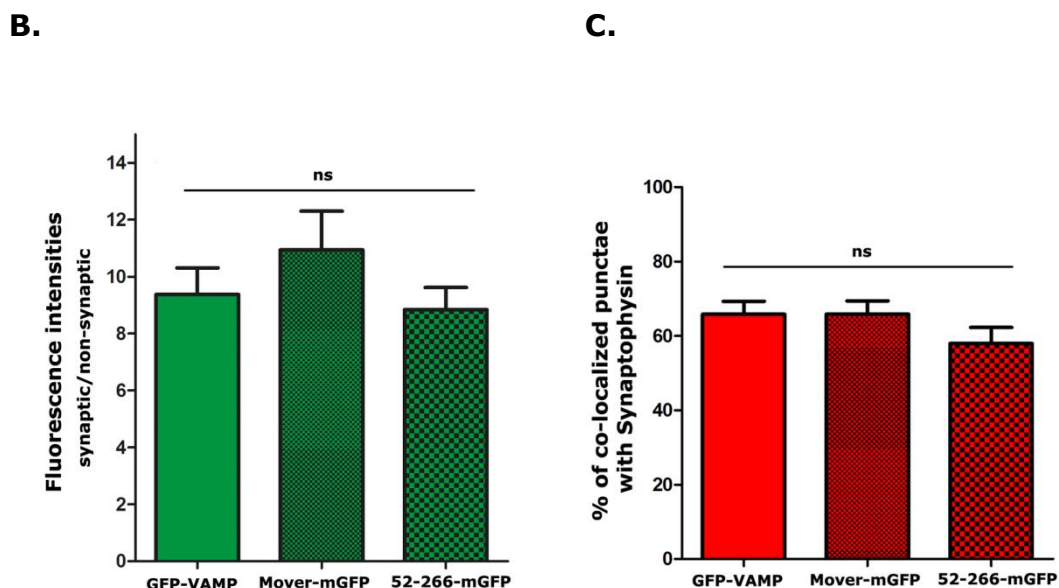 B.
ns
Fluorescence intensities
synaptic/non-synaptic
14
12
10
8
6
4
2
0
GFP-VAMP Mover-mGFP 52-266-mGFP
C.
ns
% of co-localized punctae
with Synaptophysin
100
80
60
40
20
0
GFP-VAMP Mover-mGFP 52-266-mGFP